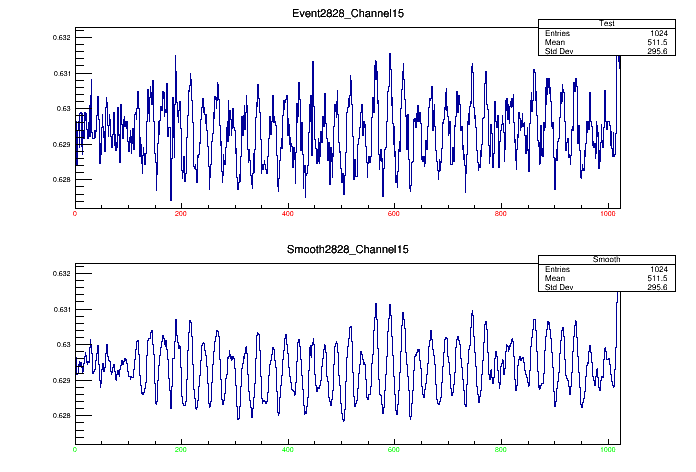 Event2828_Channel15
Test
Entries 1024
Mean 511.5
Std Dev 295.6
0.632
0.631
0.63
0.629
0.628
0 200 400 600 800 1000
Smooth2828_Channel15
Smooth
Entries 1024
Mean 511.5
Std Dev 295.6
0.632
0.631
0.63
0.629
0.628
0 200 400 600 800 1000